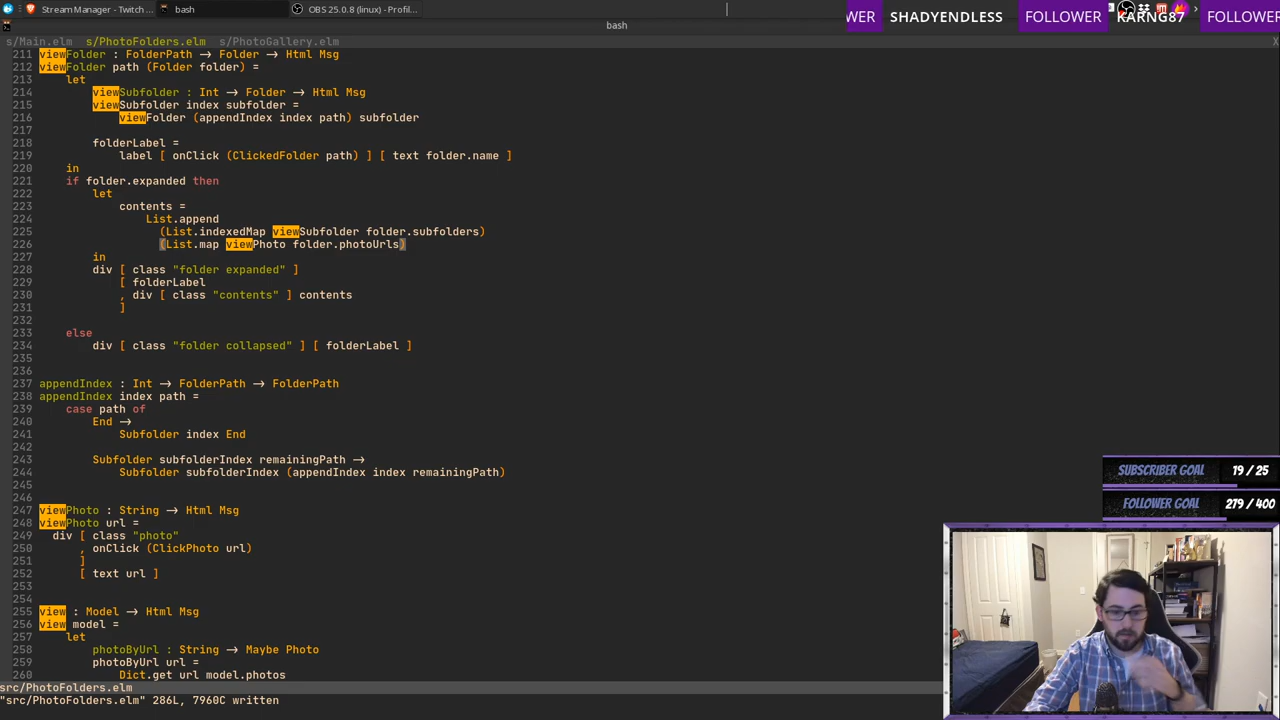 Stream Manager - Twitch
bash
OBS 25.0.8 (linux) - Profil...
bash
WER
SHADYENDLESS
FOLLOWER
KARNG87
FOLLOWER
s/Main.elm s/PhotoFolders.elm s/PhotoGallery.elm X
211 viewFolder : FolderPath → Folder → Html Msg
212 viewFolder path (Folder folder) =
213 let
214 viewSubfolder : Int → Folder → Html Msg
215 viewSubfolder index subfolder =
216 viewFolder (appendIndex index path) subfolder
217
218 folderLabel =
219 label [ onClick (ClickedFolder path) ] [ text folder.name ]
220 in
221 if folder.expanded then
222 let
223 contents =
224 List.append
225 (List.indexedMap viewSubfolder folder.subfolders)
226 (List.map viewPhoto folder.photoUrls)
227 in
228 div [ class "folder expanded" ]
229 [ folderLabel
230 , div [ class "contents" ] contents
231 ]
232
233 else
234 div [ class "folder collapsed" ] [ folderLabel ]
235
236
237 appendIndex : Int → FolderPath → FolderPath
238 appendIndex index path =
239 case path of
240 End →
241 Subfolder index End
242
243 Subfolder subfolderIndex remainingPath →
244 Subfolder subfolderIndex (appendIndex index remainingPath)
245
246
247 viewPhoto : String → Html Msg
248 viewPhoto url =
249 div [ class "photo"
250 , onClick (ClickPhoto url)
251 ]
252 [ text url ]
253
254
255 view : Model → Html Msg
256 view model =
257 let
258 photoByUrl : String → Maybe Photo
259 photoByUrl url =
260 Dict.get url model.photos
src/PhotoFolders.elm
"src/PhotoFolders.elm" 286L, 7960C written
SUBSCRIBER GOAL 19 / 25
FOLLOWER GOAL 279 / 400